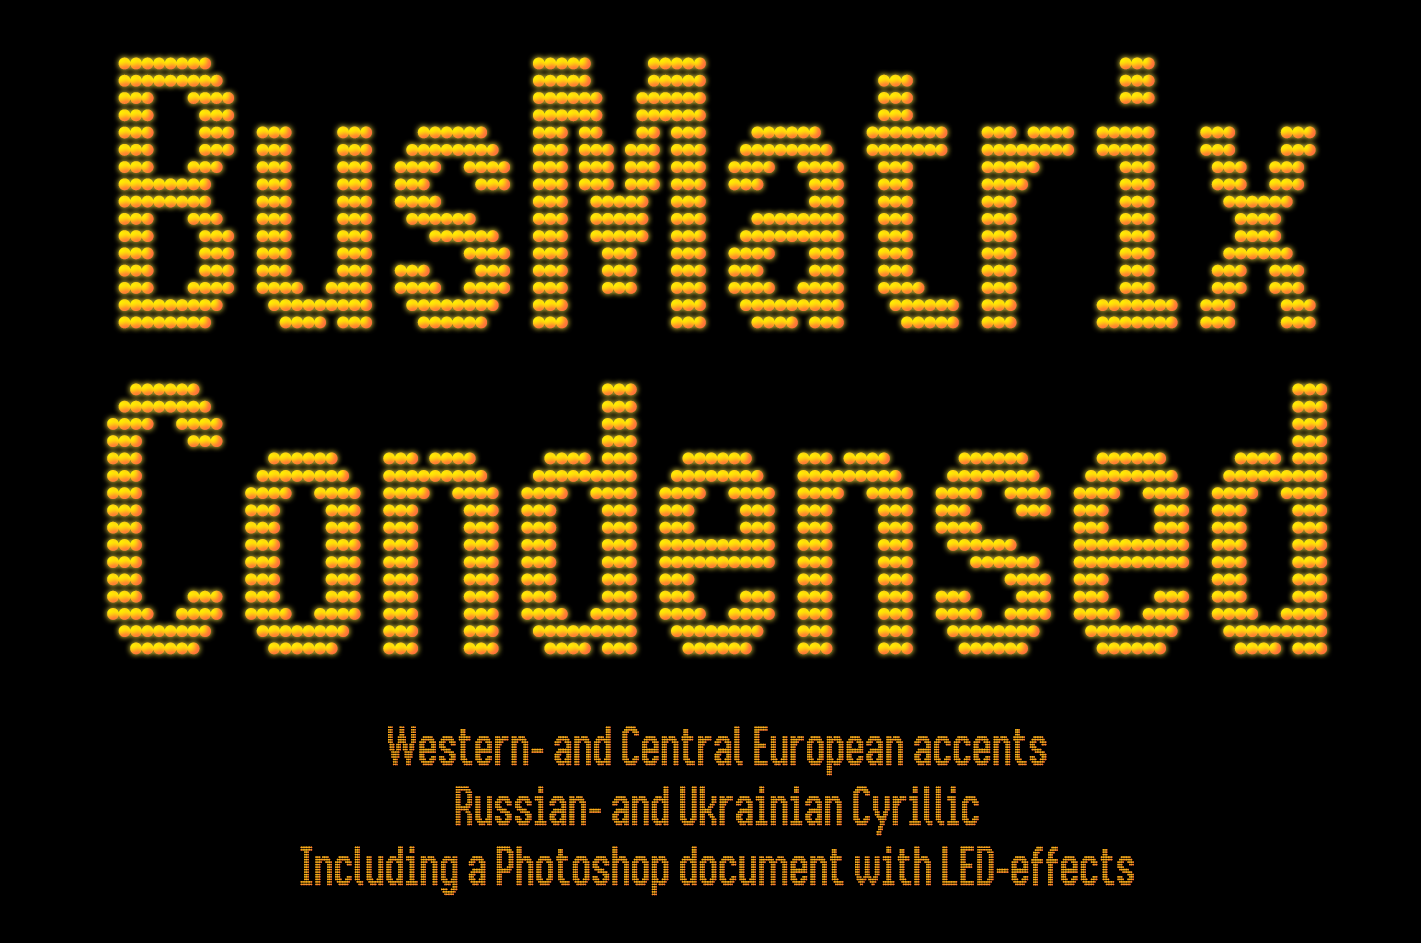 BusMatrix
Condensed
Western- and Central European accents
Russian- and Ukrainian Cyrillic
Including a Photoshop document with LED-effects